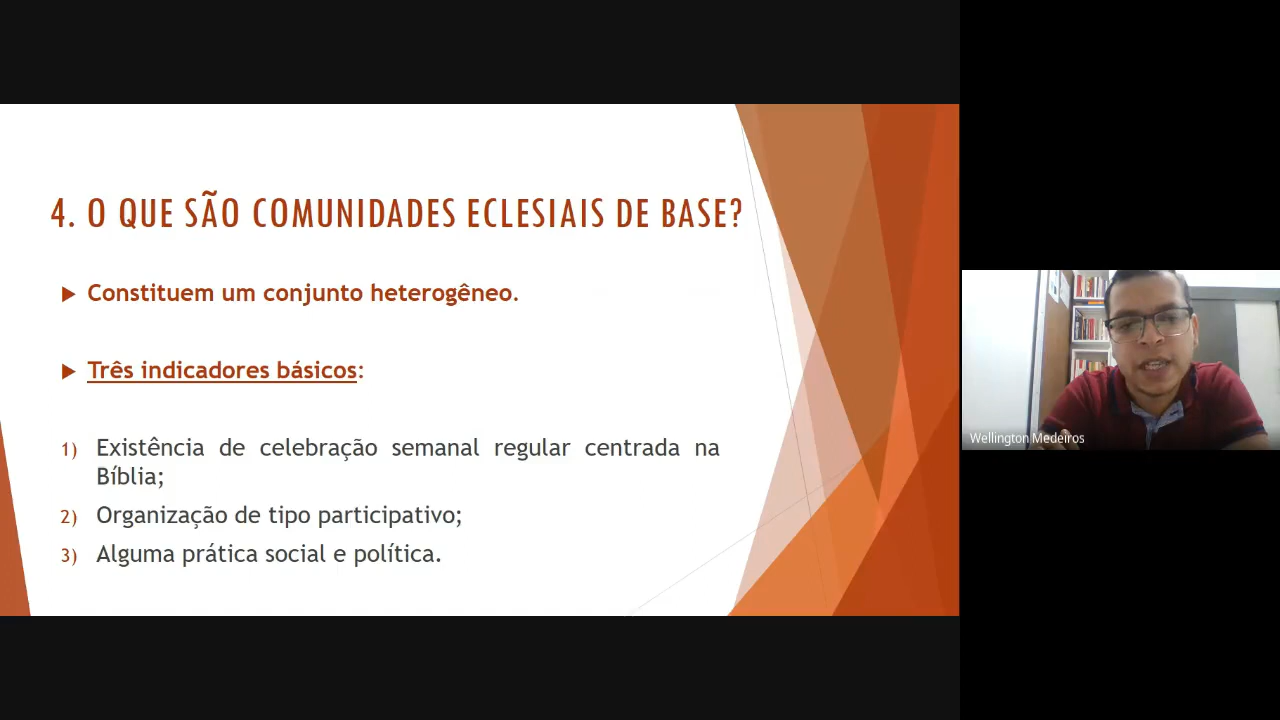 4. O QUE SÃO COMUNIDADES ECLESIAIS DE BASE?
Constituem um conjunto heterogêneo.
Três indicadores básicos:
1) Existência de celebração semanal regular centrada na
Bíblia;
2) Organização de tipo participativo;
3) Alguma prática social e política.
Wellington Medeiros